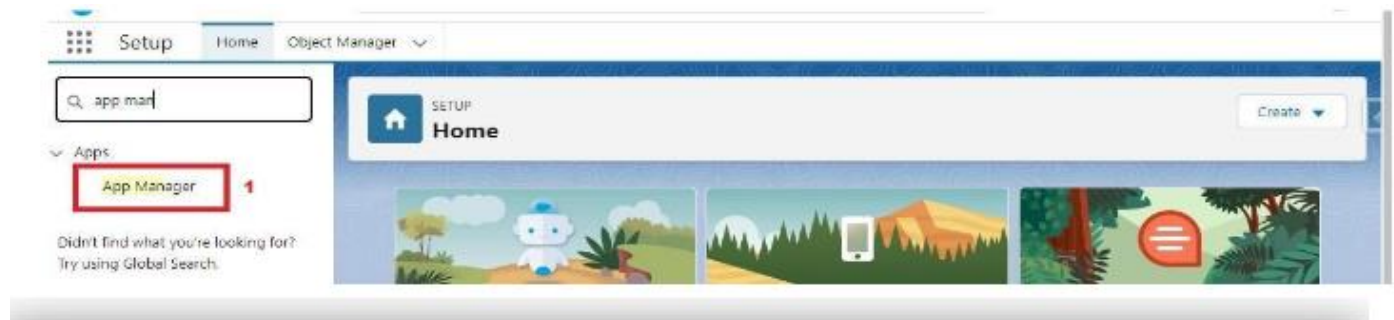 Setup Home Object Manager
app man
SETUP
Home
Create
Apps
App Manager 1
Didn't find what you're looking for?
Try using Global Search.